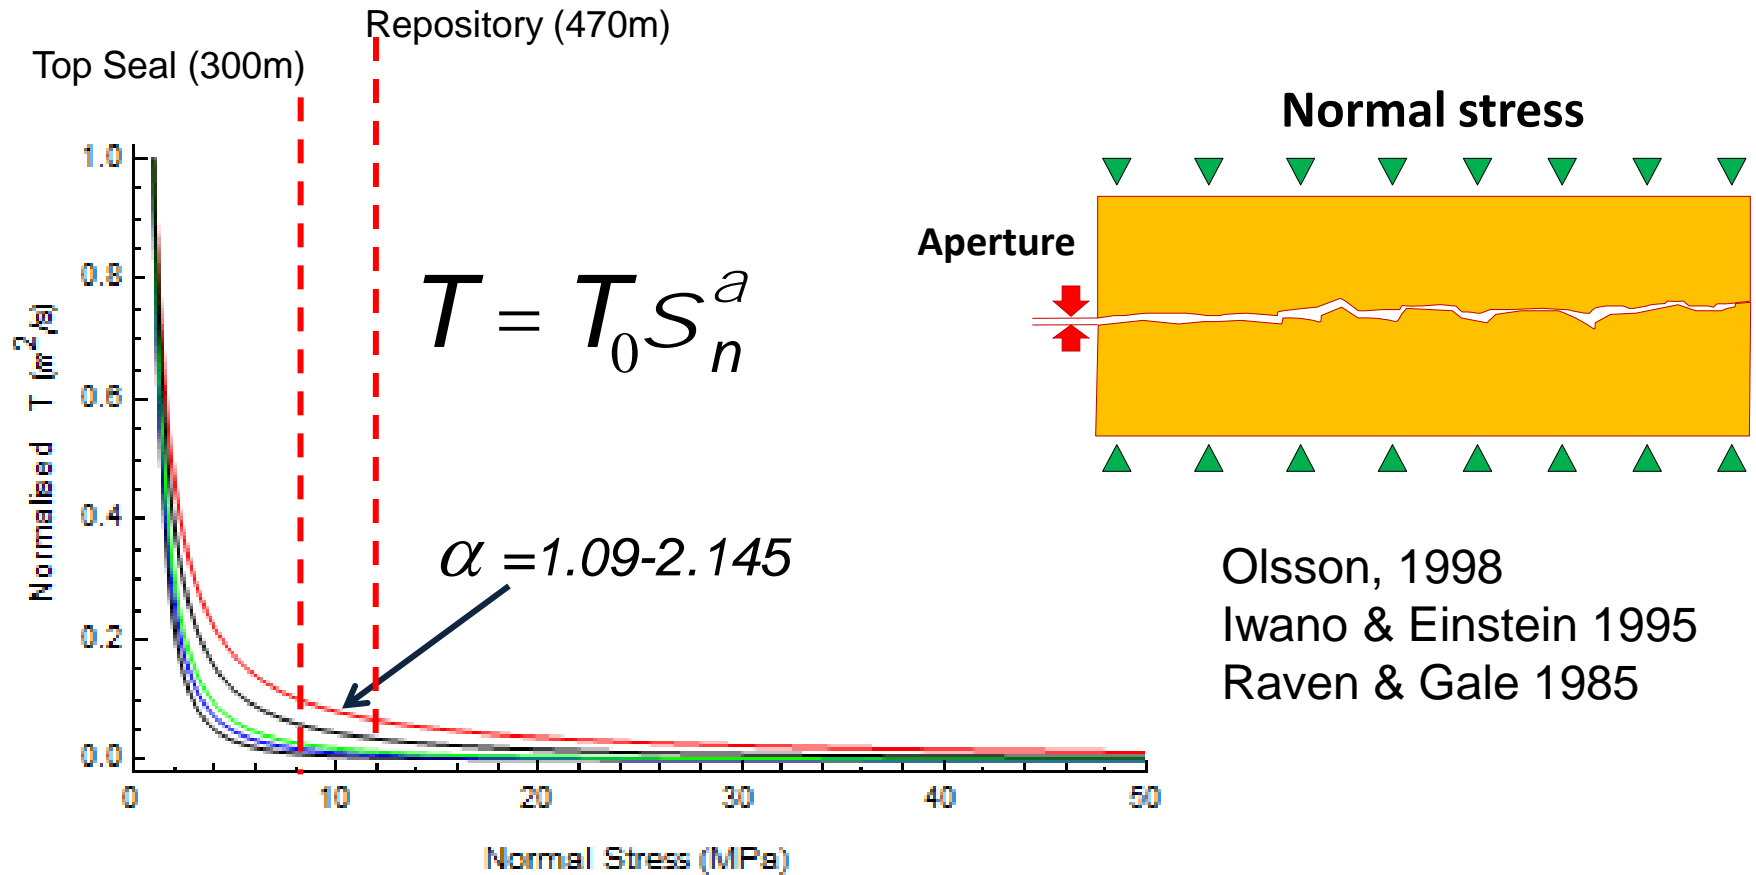 Repository (470m)
Top Seal (300m)
Normal stress
Aperture
T = T₀Sₙᵃ
α =1.09-2.145
Olsson, 1998
Iwano & Einstein 1995
Raven & Gale 1985
Normalised T (m²/s)
1.0
0.8
0.6
0.4
0.2
0.0
0 10 20 30 40 50
Normal Stress (MPa)